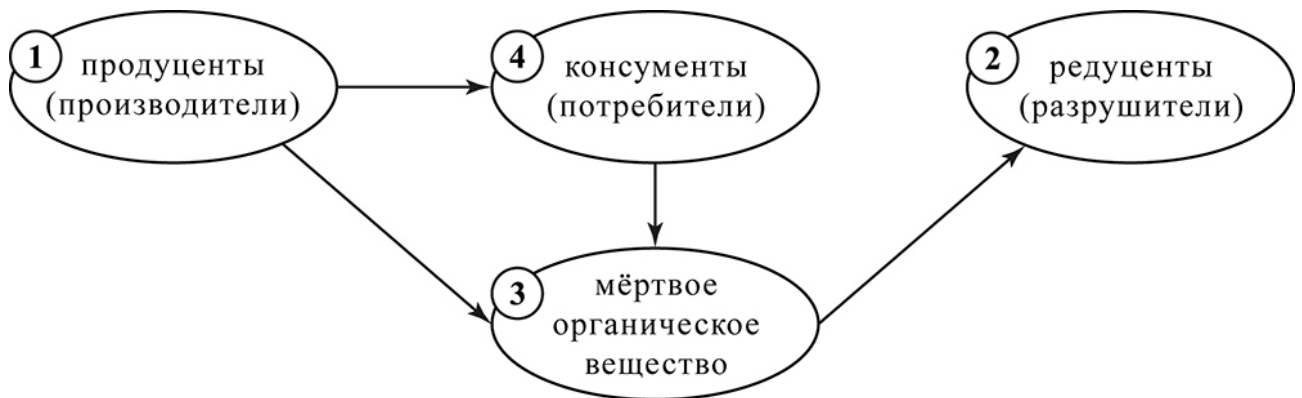 1
продуценты
(производители)
4
консументы
(потребители)
2
редуценты
(разрушители)
3
мёртвое
органическое
вещество